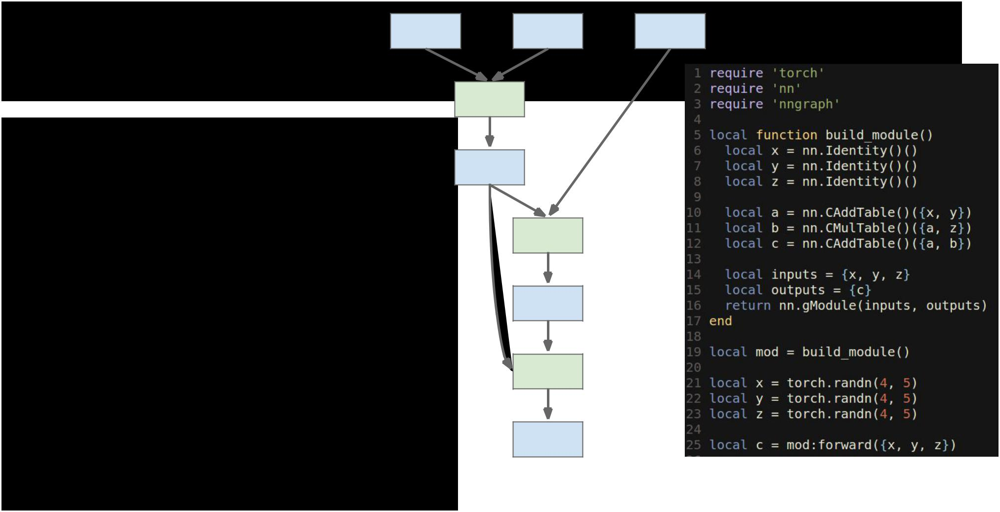 1 require 'torch'
2 require 'nn'
3 require 'nngraph'
4
5 local function build_module()
6 local x = nn.Identity()()
7 local y = nn.Identity()()
8 local z = nn.Identity()()
9
10 local a = nn.CAddTable()({x, y})
11 local b = nn.CMulTable()({a, z})
12 local c = nn.CAddTable()({a, b})
13
14 local inputs = {x, y, z}
15 local outputs = {c}
16 return nn.gModule(inputs, outputs)
17 end
18
19 local mod = build_module()
20
21 local x = torch.randn(4, 5)
22 local y = torch.randn(4, 5)
23 local z = torch.randn(4, 5)
24
25 local c = mod:forward({x, y, z})